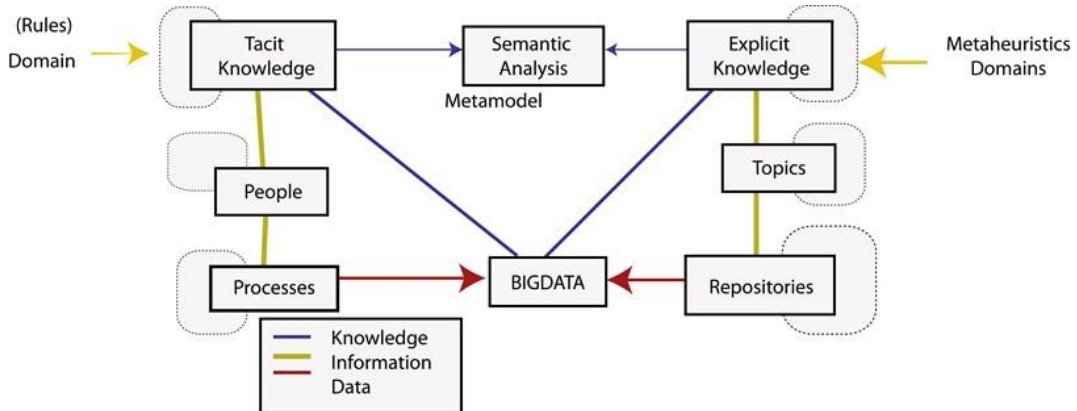 (Rules)
Domain
Tacit
Knowledge
Semantic
Analysis
Metamodel
Explicit
Knowledge
Metaheuristics
Domains
People
Topics
Processes
BIGDATA
Repositories
Knowledge
Information
Data